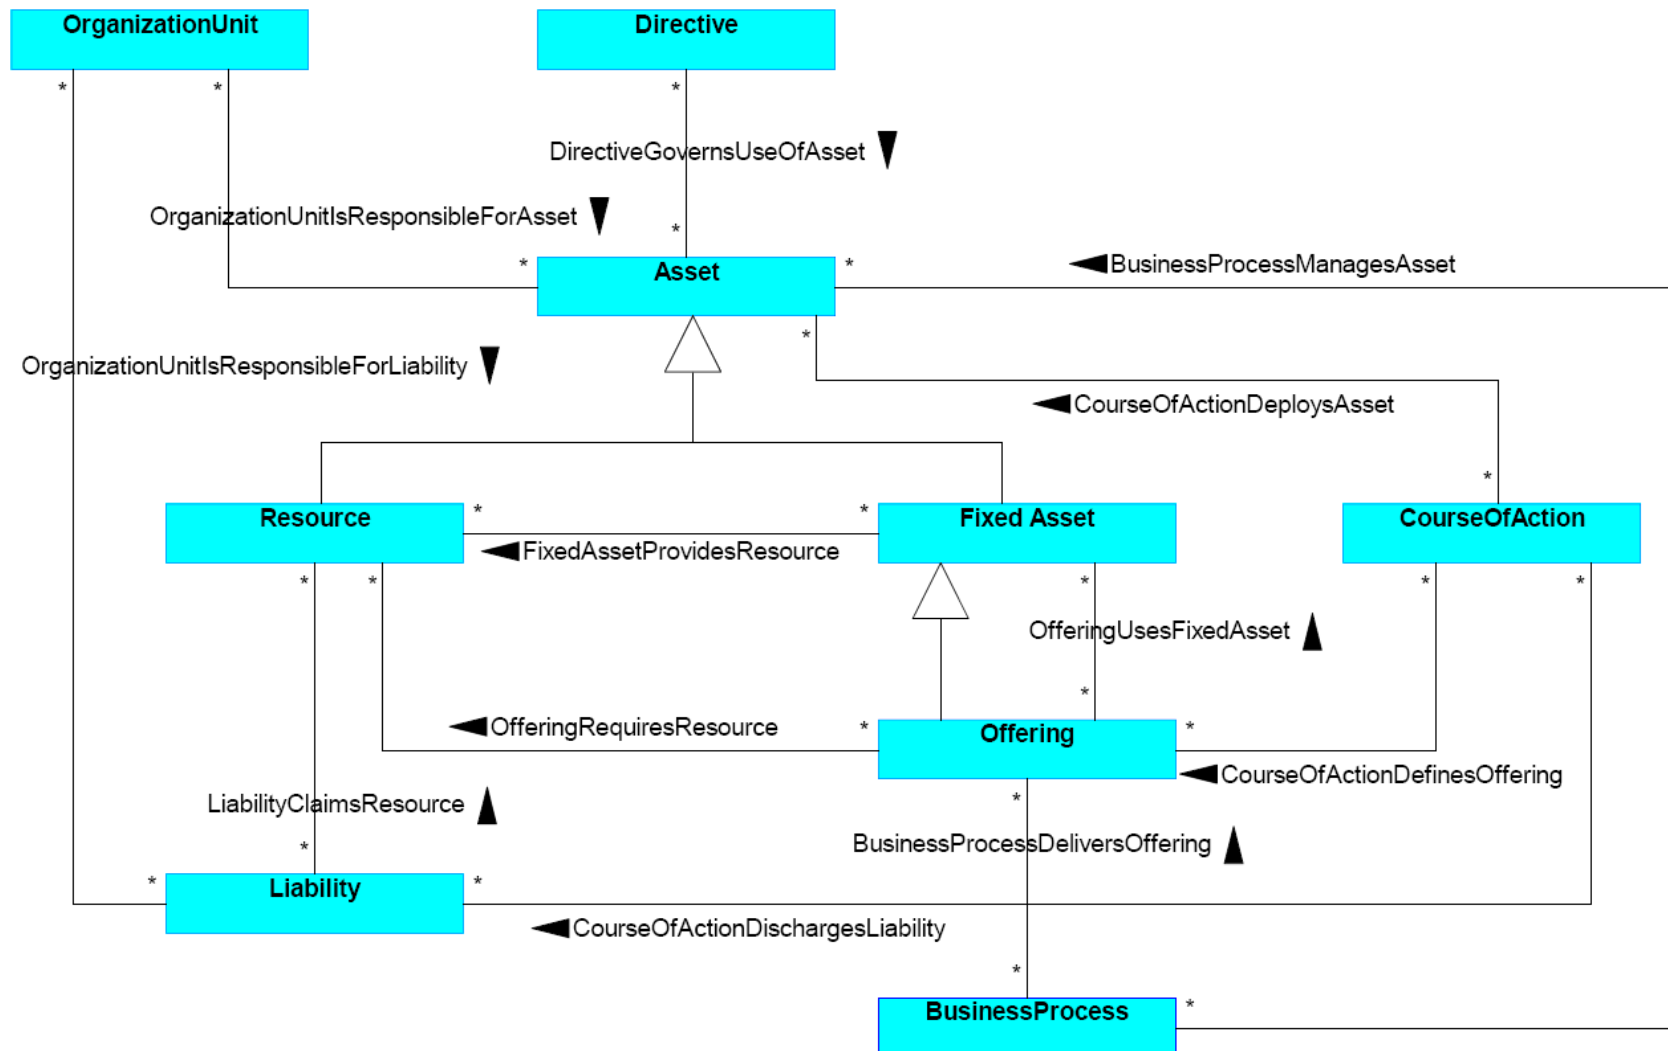 OrganizationUnit
Directive
*
*
*
DirectiveGovernsUseOfAsset
OrganizationUnitIsResponsibleForAsset
*
*
Asset
*
BusinessProcessManagesAsset
*
OrganizationUnitIsResponsibleForLiability
CourseOfActionDeploysAsset
*
Resource
*
*
Fixed Asset
CourseOfAction
FixedAssetProvidesResource
*
*
*
*
*
OfferingUsesFixedAsset
*
OfferingRequiresResource
*
Offering
*
CourseOfActionDefinesOffering
LiabilityClaimsResource
*
BusinessProcessDeliversOffering
*
*
Liability
*
CourseOfActionDischargesLiability
*
BusinessProcess
*